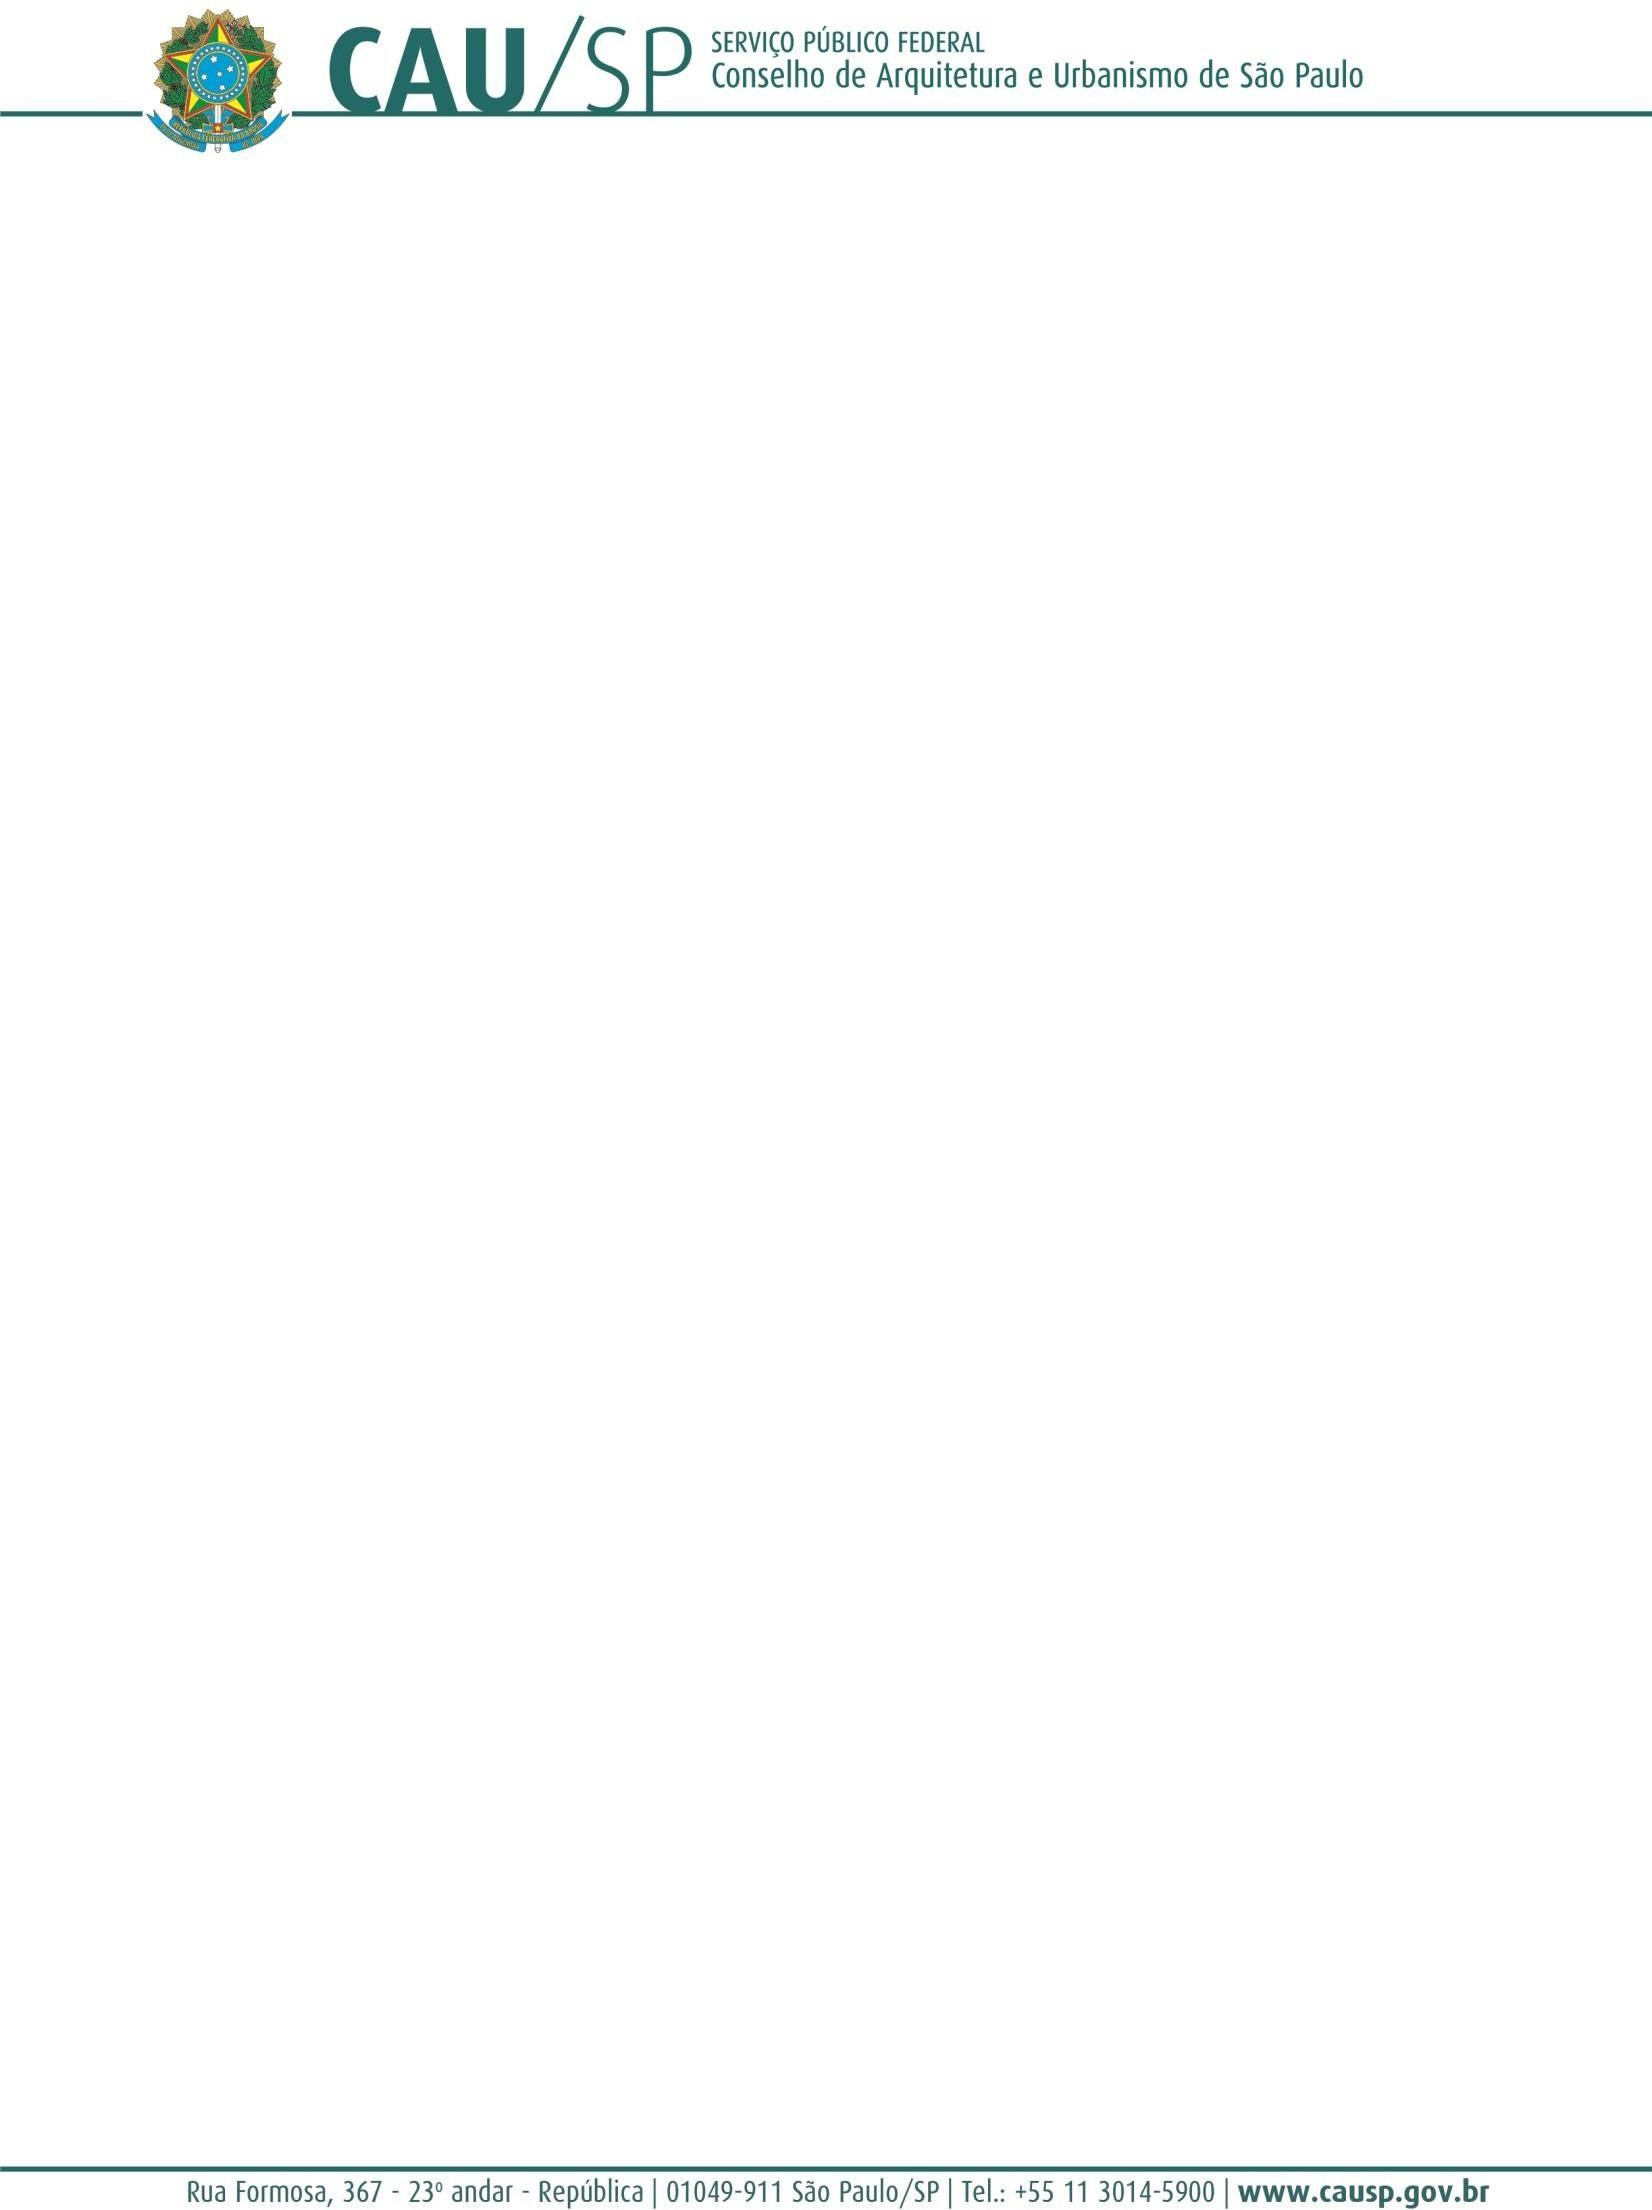 CAU/SP
SERVIÇO PÚBLICO FEDERAL
Conselho de Arquitetura e Urbanismo de São Paulo
Rua Formosa, 367 - 23º andar - República | 01049-911 São Paulo/SP | Tel.: +55 11 3014-5900 | www.causp.gov.br